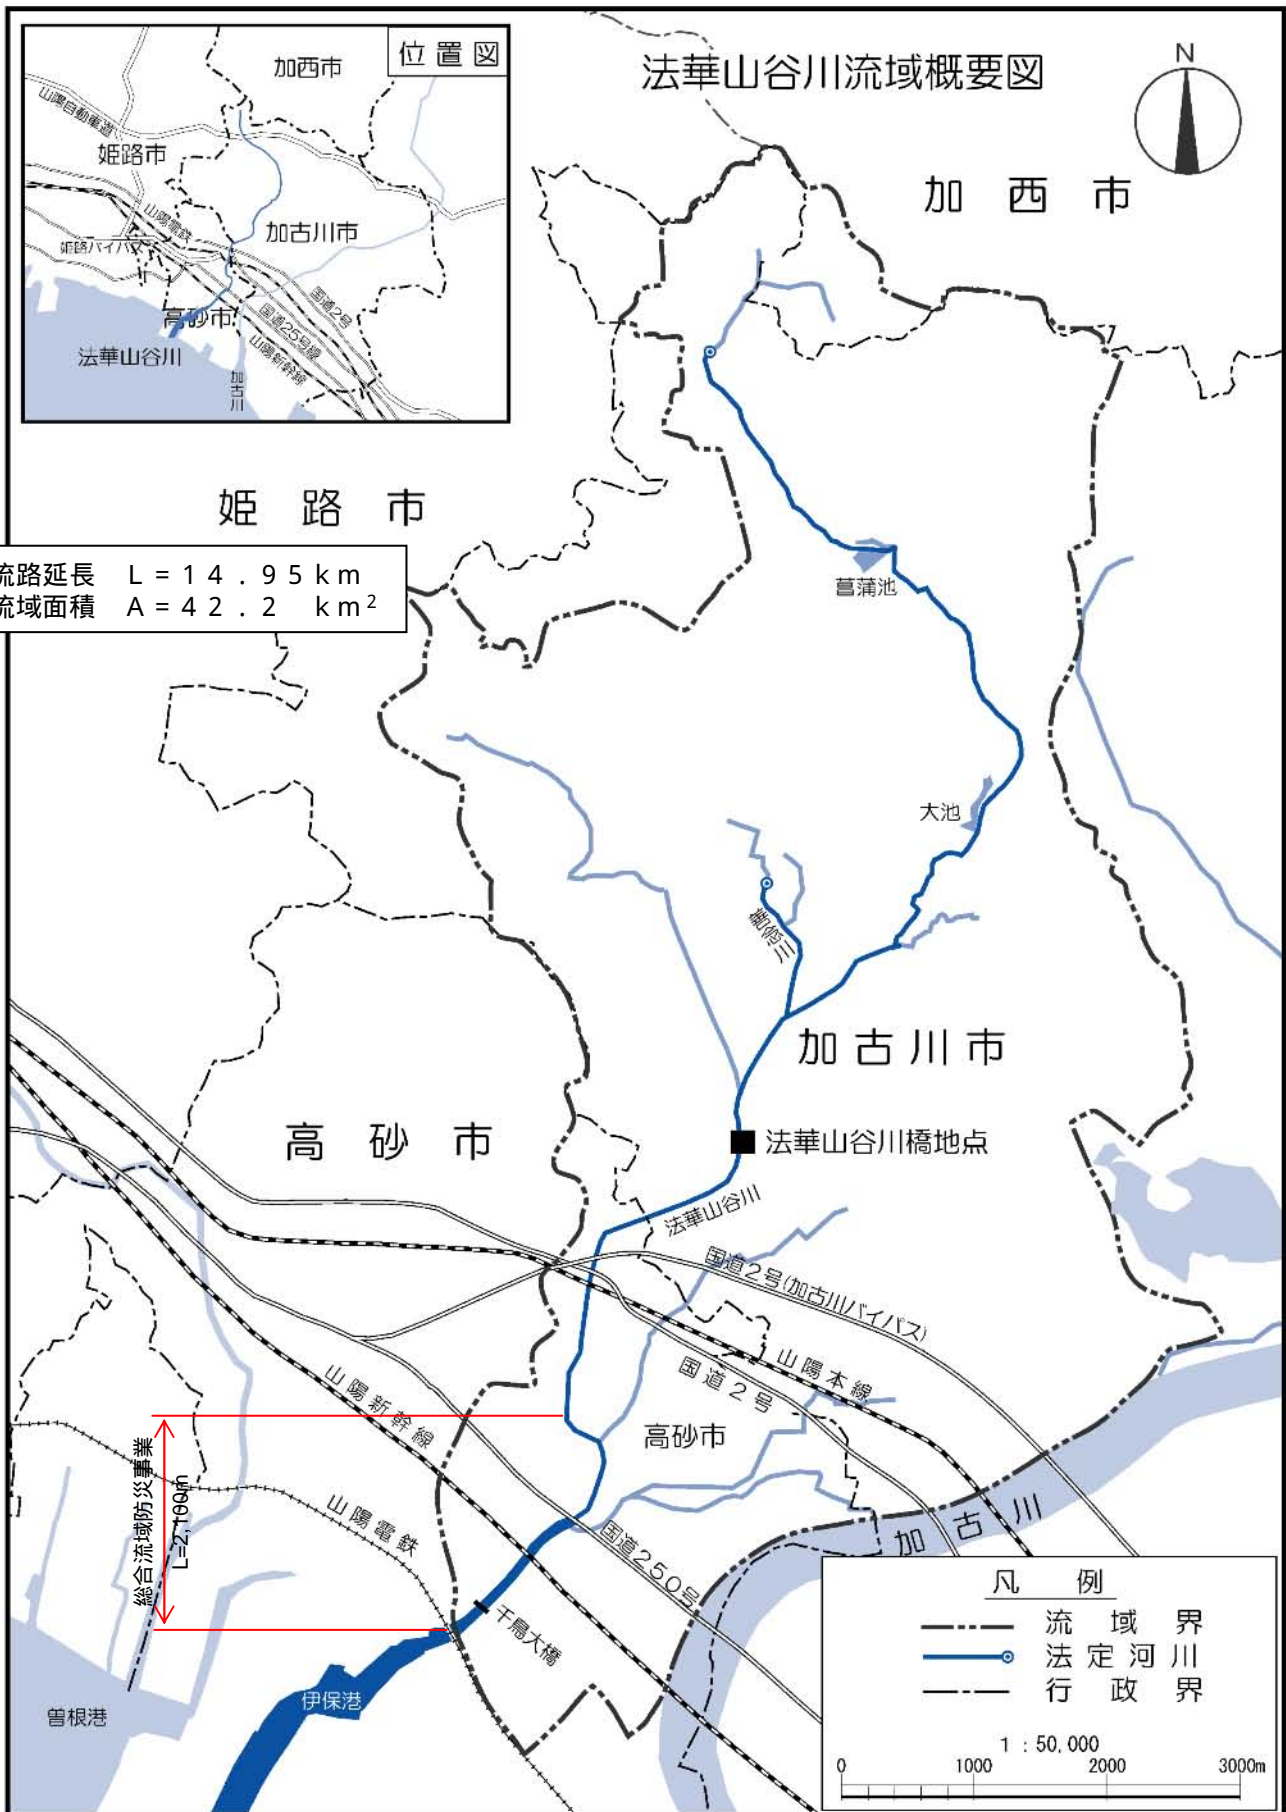 位置図
加西市
山陽自動車道
姫路市
山陽電鉄
加古川市
姫路バイパス
国道2号
高砂市
国道25号線
山陽新幹線
法華山谷川
加古川
法華山谷川流域概要図
N
加西市
姫路市
流路延長 L=14.95km
流域面積 A=42.2 km²
菖蒲池
大池
善念川
加古川市
高砂市
法華山谷川橋地点
法華山谷川
国道2号(加古川バイパス)
山陽本線
国道2号
山陽新幹線
高砂市
総合流域防災事業
L=2,100m
山陽電鉄
国道250号
加古川
千鳥大橋
伊保港
曽根港
凡例
流域界
法定河川
行政界
1:50,000
0 1000 2000 3000m